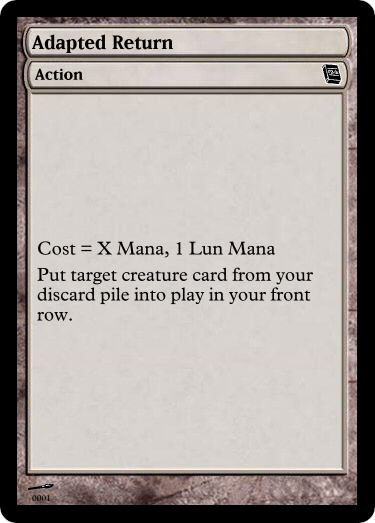 Adapted Return
Action
Cost = X Mana, 1 Lun Mana
Put target creature card from your
discard pile into play in your front
row.
0001